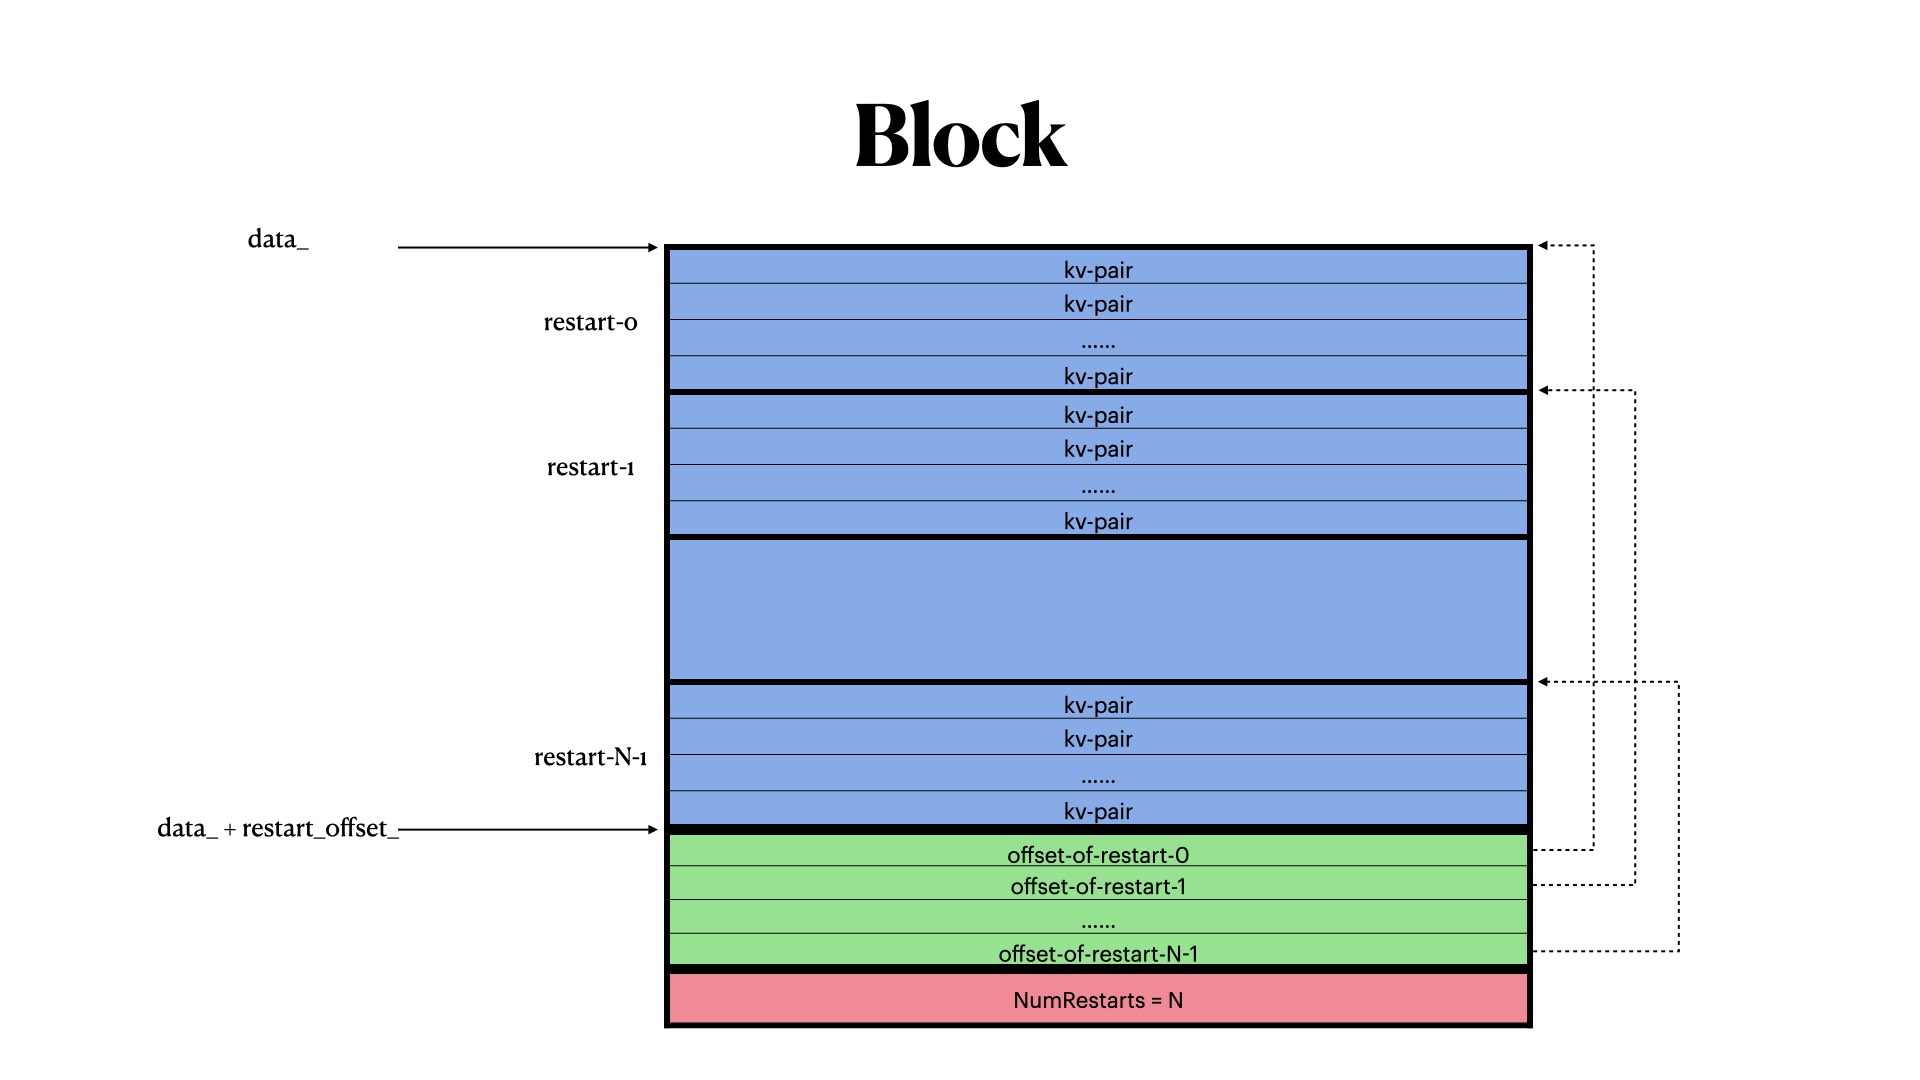 Block
data_
kv-pair
kv-pair
restart-0
......
kv-pair
kv-pair
kv-pair
restart-1
......
kv-pair
kv-pair
kv-pair
restart-N-1
......
kv-pair
data_ + restart_offset_
offset-of-restart-0
offset-of-restart-1
......
offset-of-restart-N-1
NumRestarts = N